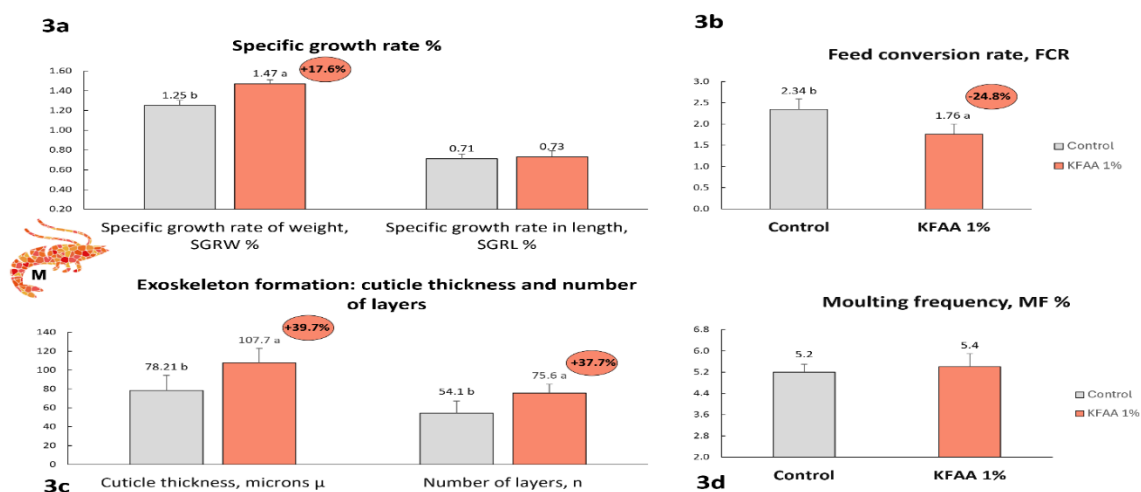 3a
Specific growth rate %
1.60
1.40
1.20
1.00
0.80
0.60
0.40
0.20
1.25 b
1.47 a
+17.6%
0.71
0.73
Specific growth rate of weight,
SGRW %
Specific growth rate in length,
SGRL %
3b
Feed conversion rate, FCR
3.0
2.5
2.0
1.5
1.0
0.5
0.0
2.34 b
1.76 a
-24.8%
Control
KFAA 1%
Control
KFAA 1%
M
Exoskeleton formation: cuticle thickness and number
of layers
140
120
100
80
60
40
20
0
78.21 b
107.7 a
+39.7%
54.1 b
75.6 a
+37.7%
Cuticle thickness, microns μ
Number of layers, n
3c
Moulting frequency, MF %
6.8
6.0
5.2
4.4
3.6
2.8
2.0
5.2
5.4
Control
KFAA 1%
Control
KFAA 1%
3d